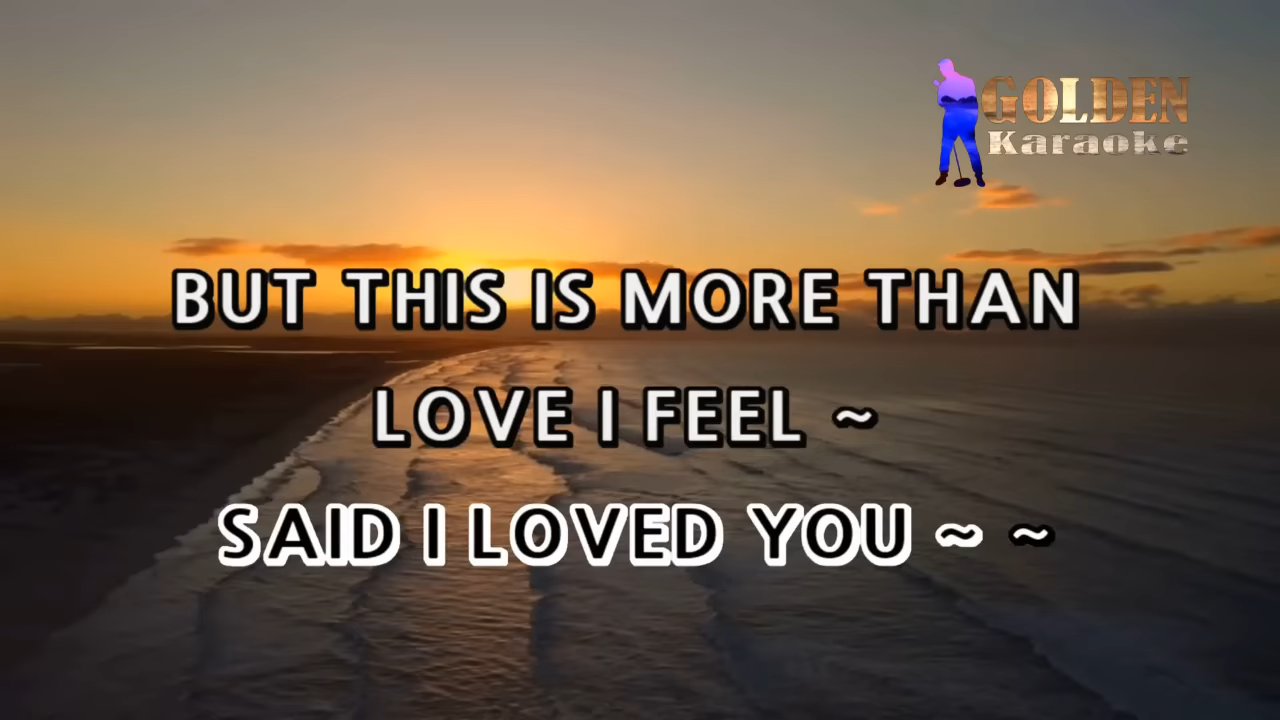 GOLDEN
Karaoke
BUT THIS IS MORE THAN
LOVE I FEEL ~
SAID I LOVED YOU ~ ~